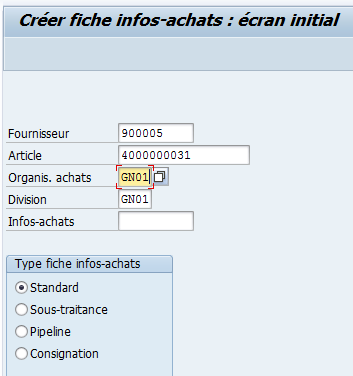 Créer fiche infos-achats : écran initial
Fournisseur 900005
Article 4000000031
Organis. achats GN01
Division GN01
Infos-achats
Type fiche infos-achats
Standard
Sous-traitance
Pipeline
Consignation